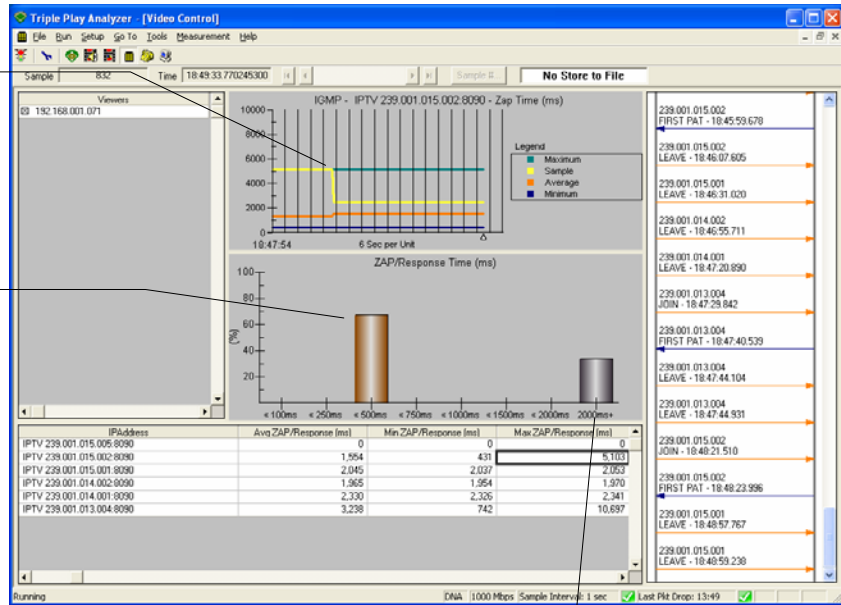 Triple Play Analyzer - [Video Control]
File Run Setup Go To Tools Measurement Help
Sample 832 Time 18:49:33.770245300 Sample #... No Store to File
Viewers
192.168.001.071
IGMP - IPTV 239.001.015.002:8090 - Zap Time (ms)
10000
8000
6000
4000
2000
0
18:47:54 6 Sec per Unit
Legend
Maximum
Sample
Average
Minimum
ZAP/Response Time (ms)
(%)
100
80
60
40
20
<100ms <250ms <500ms <750ms <1000ms <1500ms <2000ms 2000ms+
IPAddress Avg ZAP/Response (ms) Min ZAP/Response (ms) Max ZAP/Response (ms)
IPTV 239.001.015.005:8090 0 0 0
IPTV 239.001.015.002:8090 1,554 431 5,103
IPTV 239.001.015.001:8090 2,045 2,037 2,053
IPTV 239.001.014.002:8090 1,965 1,954 1,970
IPTV 239.001.014.001:8090 2,330 2,326 2,341
IPTV 239.001.013.004:8090 3,238 742 10,697
239.001.015.002
FIRST PAT - 18:45:59.678
239.001.015.002
LEAVE - 18:46:07.605
239.001.015.001
LEAVE - 18:46:31.020
239.001.014.002
LEAVE - 18:46:55.711
239.001.014.001
LEAVE - 18:47:20.890
239.001.013.004
JOIN - 18:47:29.842
239.001.013.004
FIRST PAT - 18:47:40.539
239.001.013.004
LEAVE - 18:47:44.104
239.001.013.004
LEAVE - 18:47:44.931
239.001.015.002
JOIN - 18:48:21.510
239.001.015.002
FIRST PAT - 18:48:23.996
239.001.015.001
LEAVE - 18:48:57.767
239.001.015.001
LEAVE - 18:48:59.238
Running DNA 1000 Mbps Sample Interval: 1 sec Last Pkt Drop: 13:49